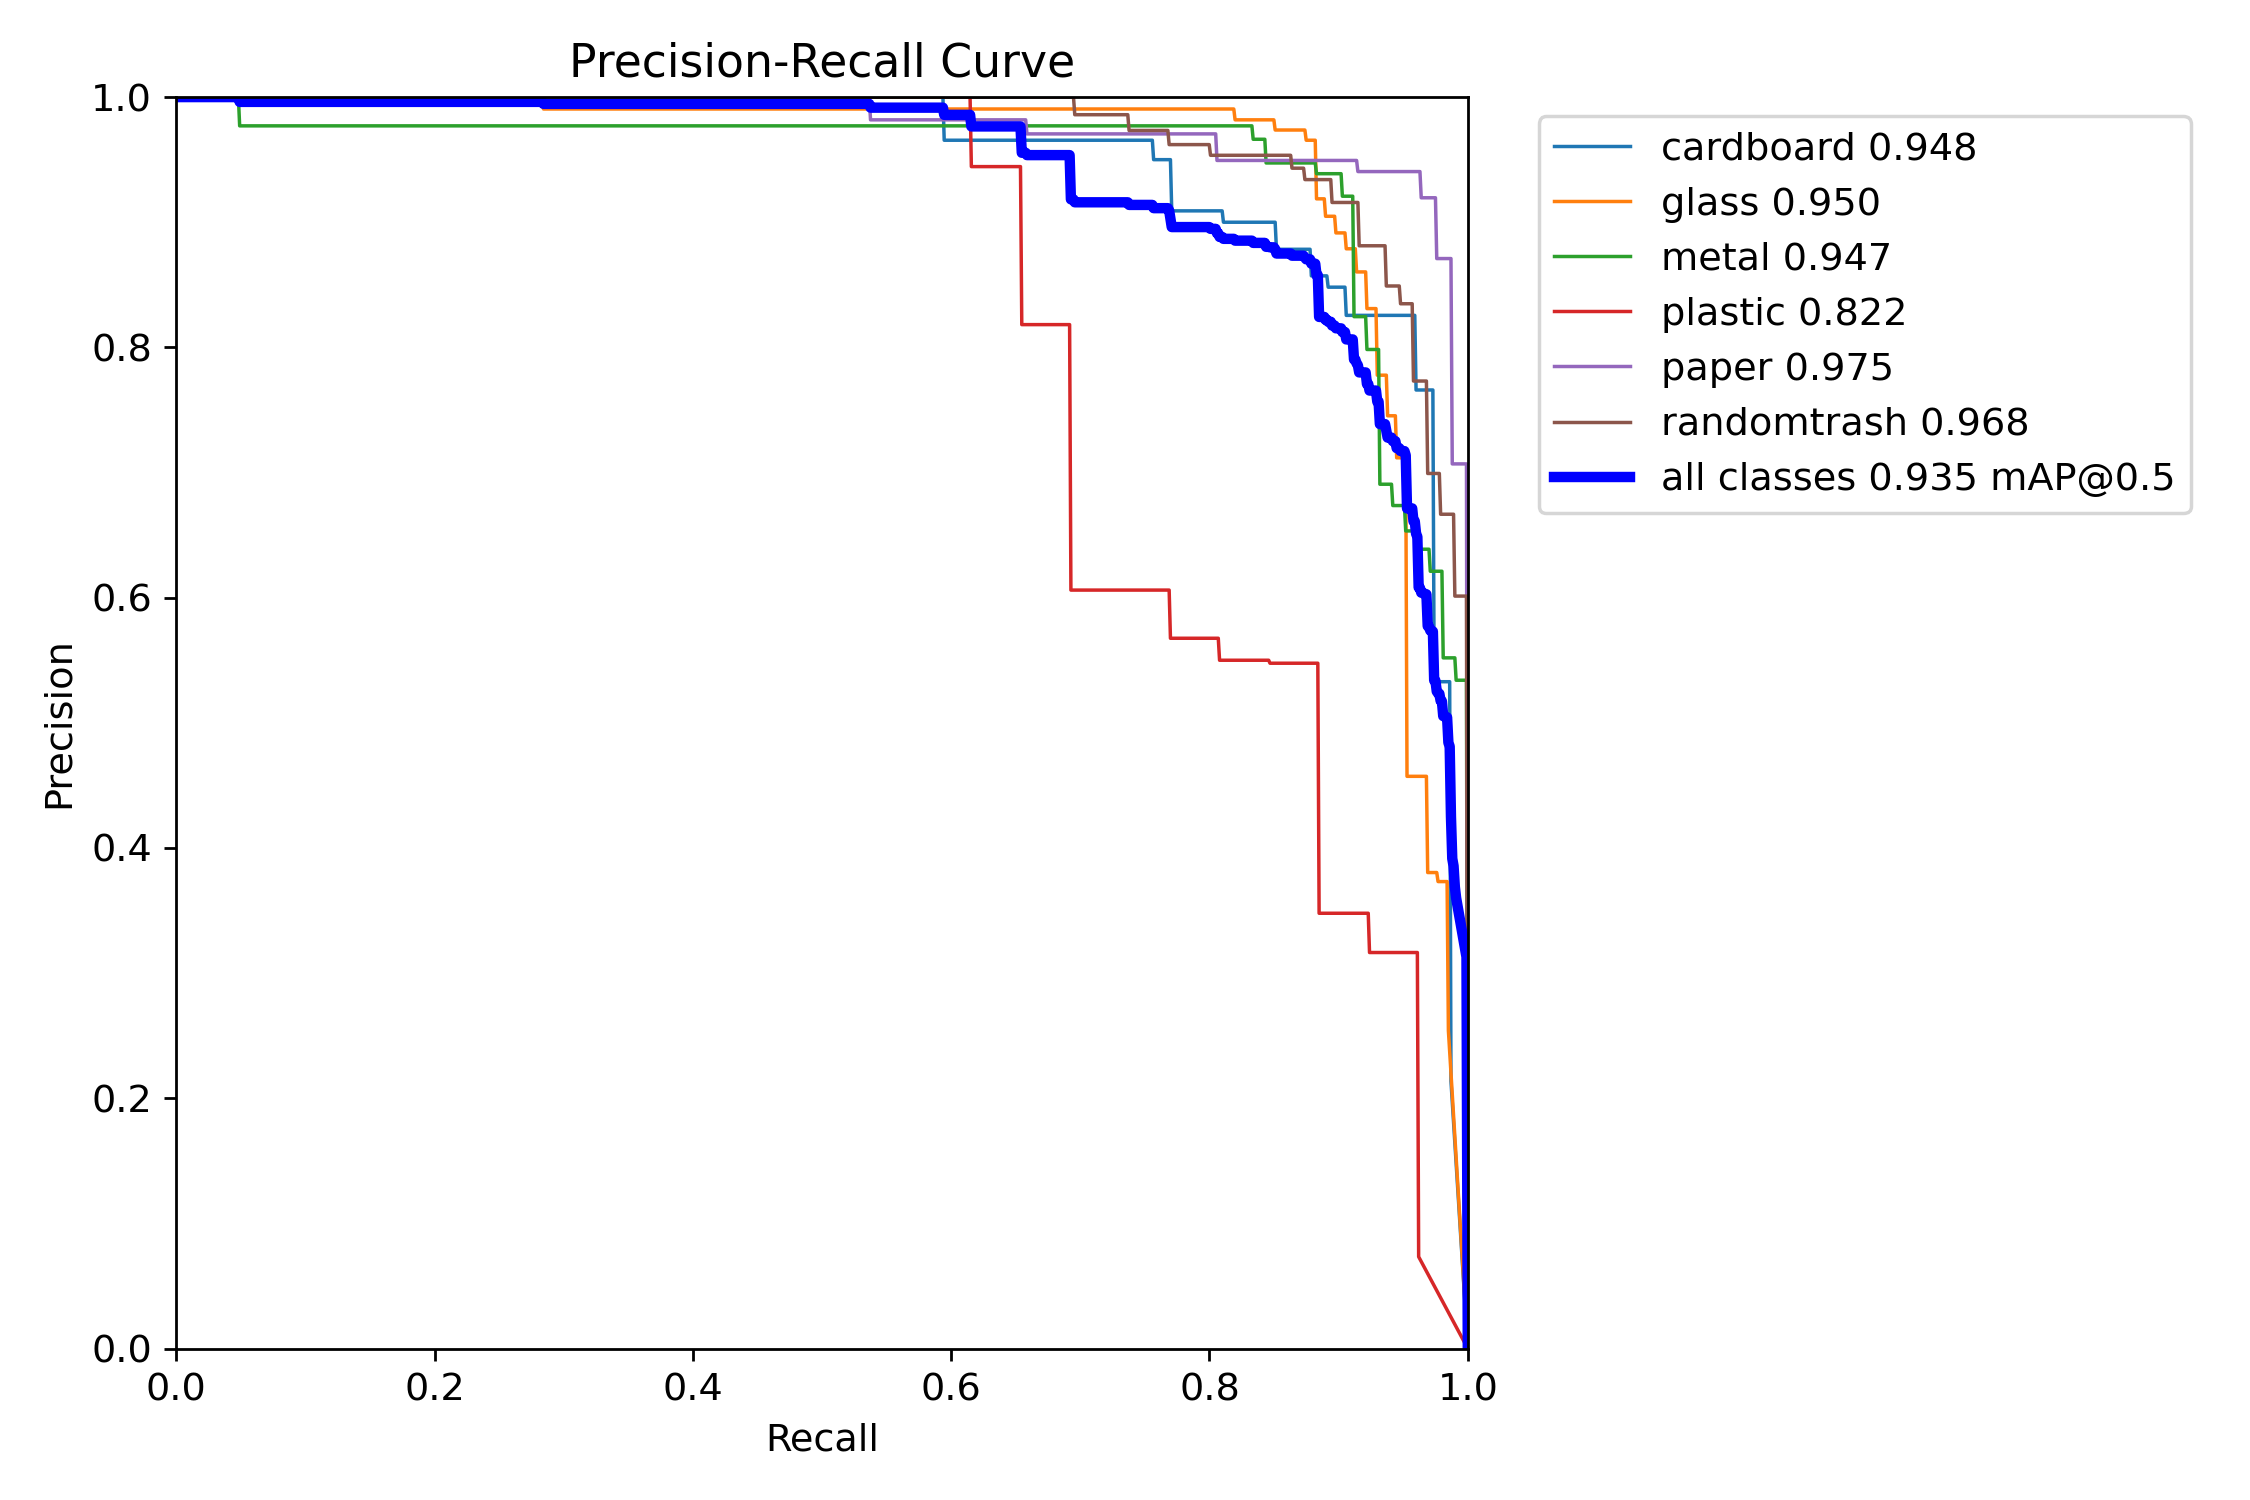 Precision-Recall Curve
1.0
0.8
0.6
0.4
0.2
0.0
Precision
0.0 0.2 0.4 0.6 0.8 1.0
Recall
cardboard 0.948
glass 0.950
metal 0.947
plastic 0.822
paper 0.975
randomtrash 0.968
all classes 0.935 mAP@0.5